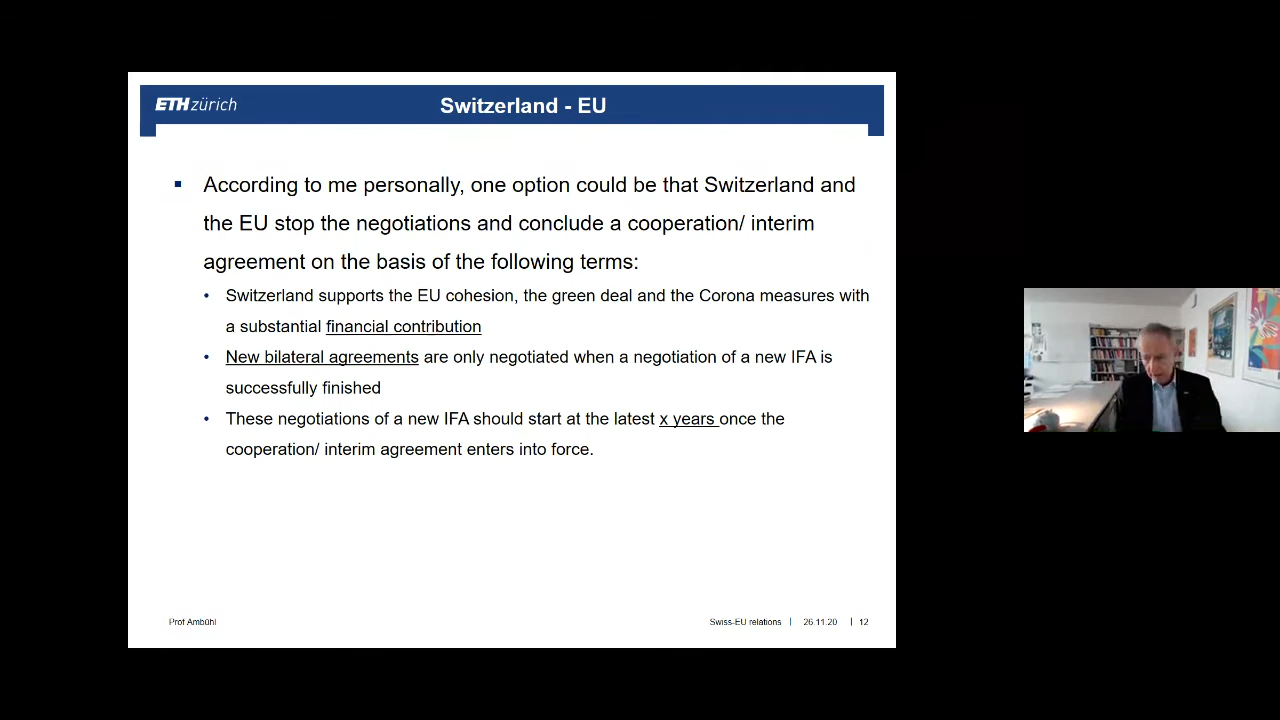 ETH zürich
Switzerland - EU
▪ According to me personally, one option could be that Switzerland and
the EU stop the negotiations and conclude a cooperation/ interim
agreement on the basis of the following terms:
• Switzerland supports the EU cohesion, the green deal and the Corona measures with
a substantial financial contribution
• New bilateral agreements are only negotiated when a negotiation of a new IFA is
successfully finished
• These negotiations of a new IFA should start at the latest x years once the
cooperation/ interim agreement enters into force.
Prof Ambühl
Swiss-EU relations | 26.11.20 | 12